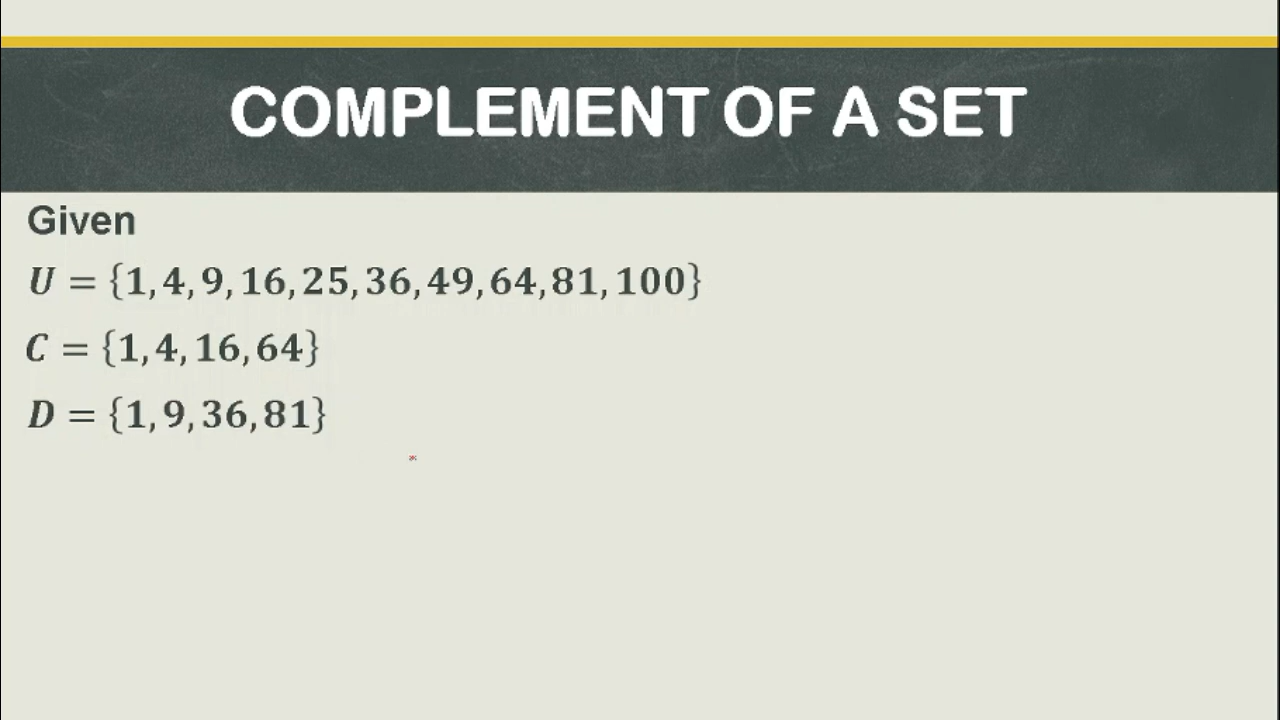 COMPLEMENT OF A SET
Given
U = {1, 4, 9, 16, 25, 36, 49, 64, 81, 100}
C = {1, 4, 16, 64}
D = {1, 9, 36, 81}